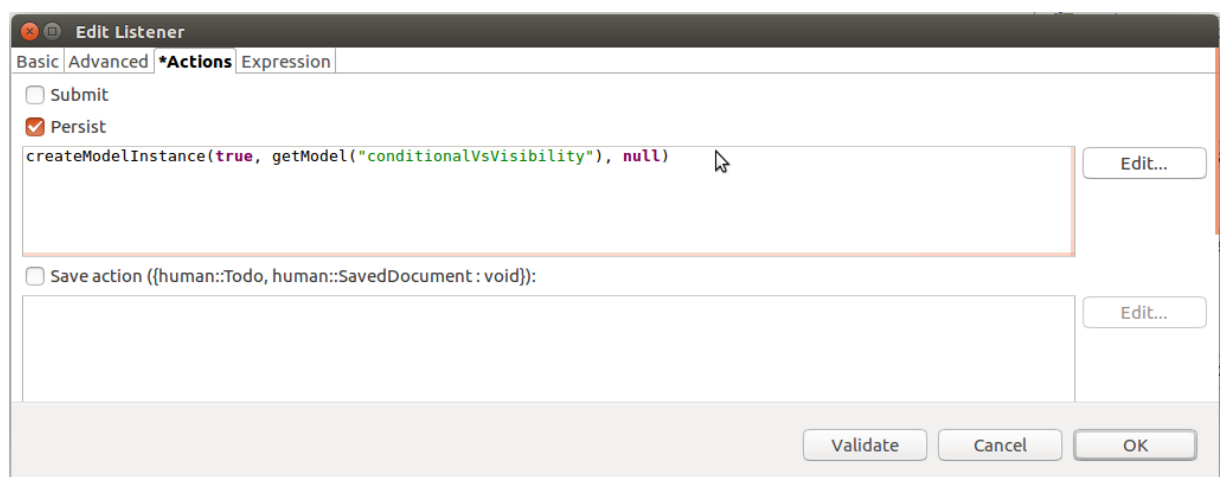 Edit Listener
Basic Advanced *Actions Expression
Submit
Persist
createModelInstance(true, getModel("conditionalVsVisibility"), null)
Edit...
Save action ({human::Todo, human::SavedDocument : void}):
Edit...
Validate Cancel OK